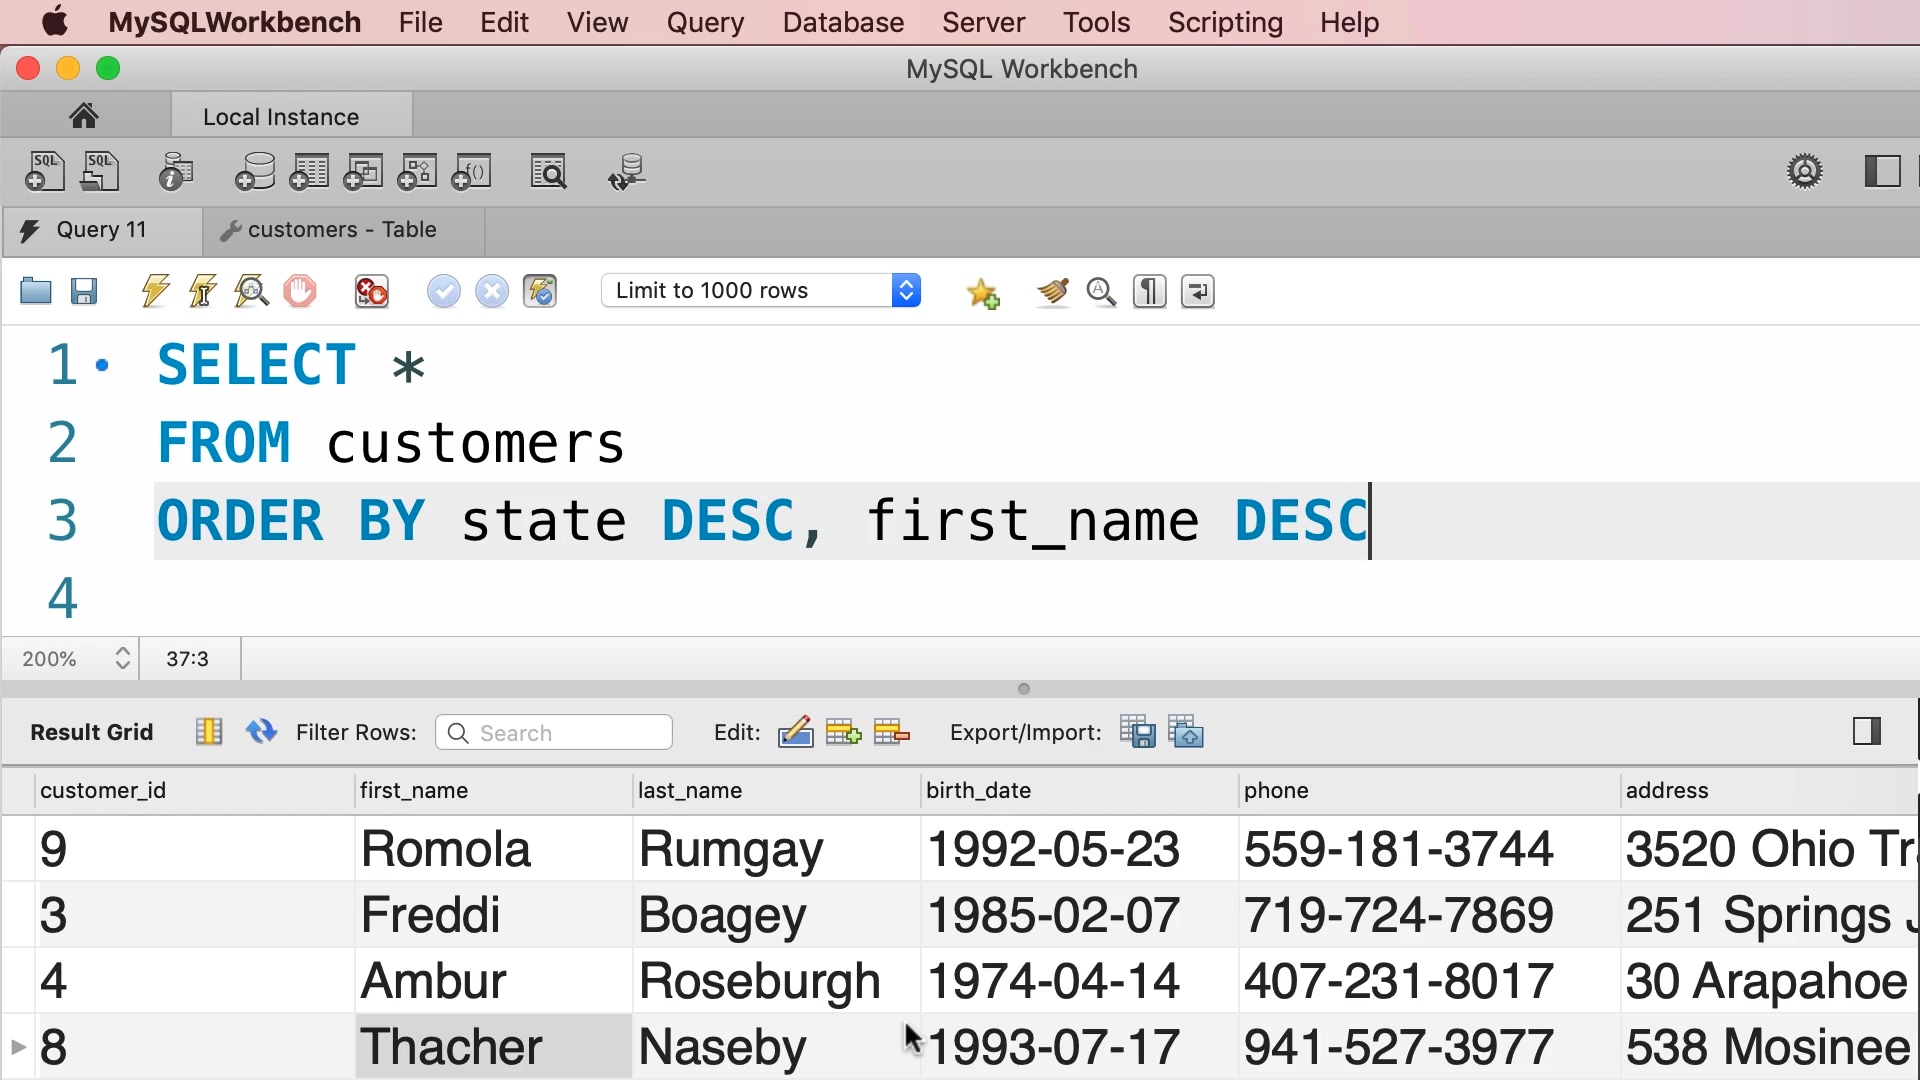 MySQLWorkbench File Edit View Query Database Server Tools Scripting Help
MySQL Workbench
Local Instance
SQL SQL
Query 11 customers - Table
Limit to 1000 rows
1 SELECT *
2 FROM customers
3 ORDER BY state DESC, first_name DESC
4
200% 37:3
Result Grid Filter Rows: Search Edit: Export/Import:
customer_id first_name last_name birth_date phone address
9 Romola Rumgay 1992-05-23 559-181-3744 3520 Ohio Tr
3 Freddi Boagey 1985-02-07 719-724-7869 251 Springs
4 Ambur Roseburgh 1974-04-14 407-231-8017 30 Arapahoe
8 Thacher Naseby 1993-07-17 941-527-3977 538 Mosinee